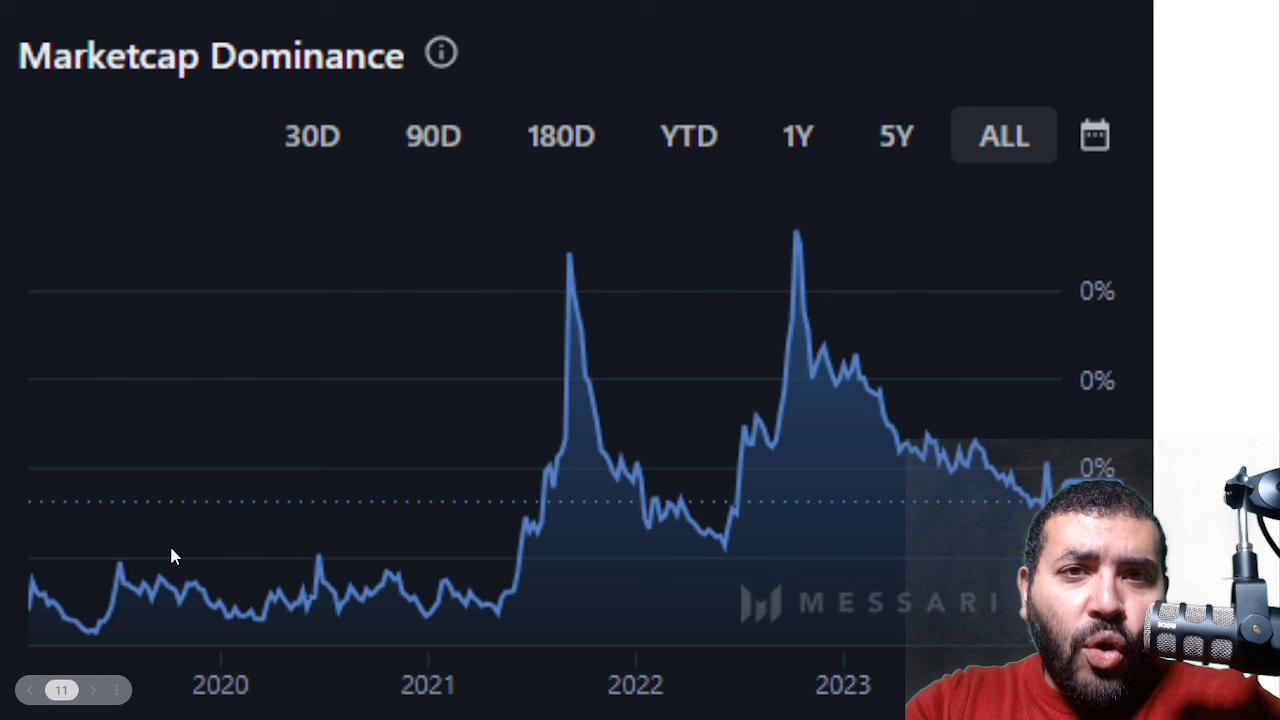 Marketcap Dominance
30D 90D 180D YTD 1Y 5Y ALL
0%
0%
0%
MESSARI
2020 2021 2022 2023
11